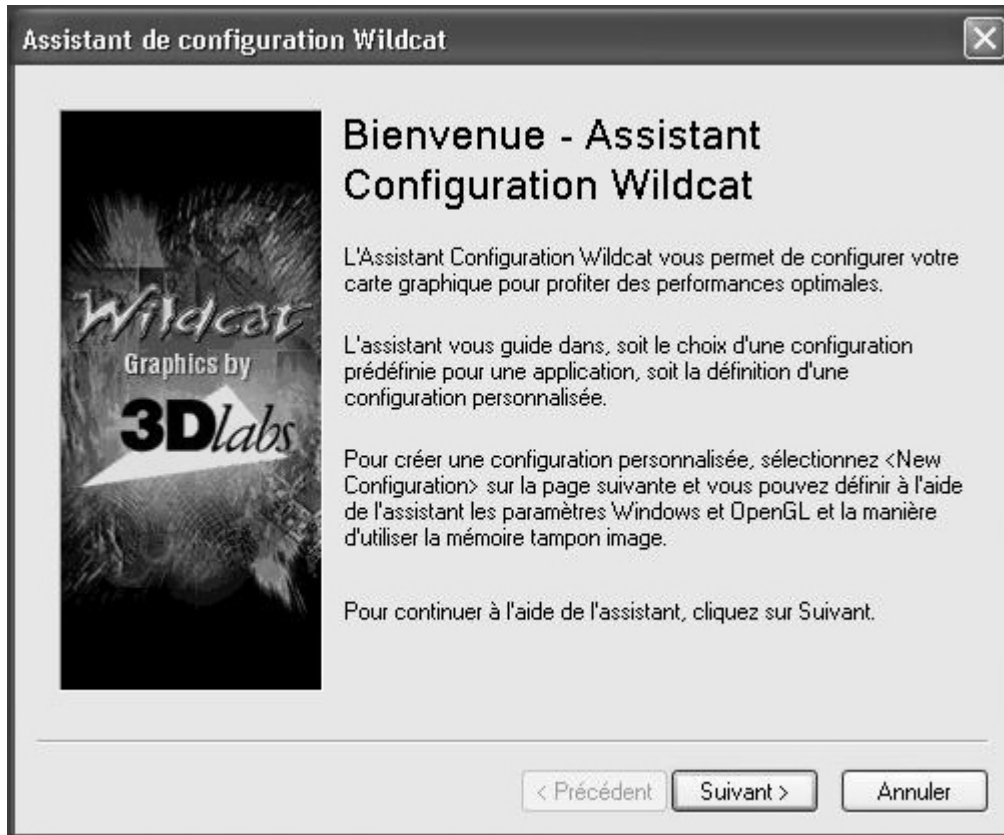 Assistant de configuration Wildcat
Wildcat
Graphics by
3Dlabs
Bienvenue - Assistant
Configuration Wildcat
L'Assistant Configuration Wildcat vous permet de configurer votre
carte graphique pour profiter des performances optimales.
L'assistant vous guide dans, soit le choix d'une configuration
prédéfinie pour une application, soit la définition d'une
configuration personnalisée.
Pour créer une configuration personnalisée, sélectionnez <New
Configuration> sur la page suivante et vous pouvez définir à l'aide
de l'assistant les paramètres Windows et OpenGL et la manière
d'utiliser la mémoire tampon image.
Pour continuer à l'aide de l'assistant, cliquez sur Suivant.
< Précédent Suivant > Annuler